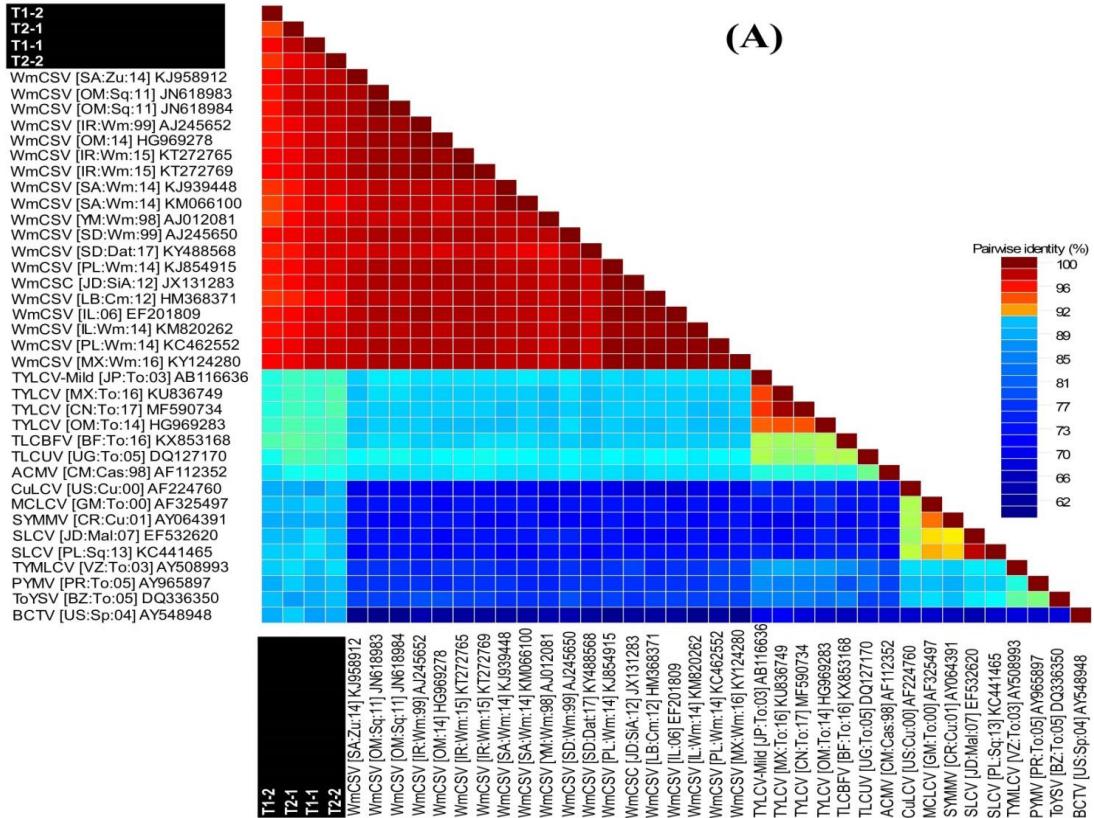 (A)
T1-2
T2-1
T1-1
T2-2
WmCSV [SA:Zu:14] KJ958912
WmCSV [OM:Sq:11] JN618983
WmCSV [OM:Sq:11] JN618984
WmCSV [IR:Wm:99] AJ245652
WmCSV [OM:14] HG969278
WmCSV [IR:Wm:15] KT272765
WmCSV [IR:Wm:15] KT272769
WmCSV [SA:Wm:14] KJ939448
WmCSV [SA:Wm:14] KM066100
WmCSV [YM:Wm:98] AJ012081
WmCSV [SD:Wm:99] AJ245650
WmCSV [SD:Dat:17] KY488568
WmCSV [PL:Wm:14] KJ854915
WmCSC [JD:SiA:12] JX131283
WmCSV [LB:Cm:12] HM368371
WmCSV [IL:06] EF201809
WmCSV [IL:Wm:14] KM820262
WmCSV [PL:Wm:14] KC462552
WmCSV [MX:Wm:16] KY124280
TYLCV-Mild [JP:To:03] AB116636
TYLCV [MX:To:16] KU836749
TYLCV [CN:To:17] MF590734
TYLCV [OM:To:14] HG969283
TLCBFV [BF:To:16] KX853168
TLCUV [UG:To:05] DQ127170
ACMV [CM:Cas:98] AF112352
CuLCV [US:Cu:00] AF224760
MCLCV [GM:To:00] AF325497
SYMMV [CR:Cu:01] AY064391
SLCV [JD:Mal:07] EF532620
SLCV [PL:Sq:13] KC441465
TYMLCV [VZ:To:03] AY508993
PYMV [PR:To:05] AY965897
ToYSV [BZ:To:05] DQ336350
BCTV [US:Sp:04] AY548948
Pairwise identity (%)
100
96
92
89
85
81
77
73
70
66
62
T1-2
T2-1
T1-1
T2-2
WmCSV [SA:Zu:14] KJ958912
WmCSV [OM:Sq:11] JN618983
WmCSV [OM:Sq:11] JN618984
WmCSV [IR:Wm:99] AJ245652
WmCSV [OM:14] HG969278
WmCSV [IR:Wm:15] KT272765
WmCSV [IR:Wm:15] KT272769
WmCSV [SA:Wm:14] KJ939448
WmCSV [SA:Wm:14] KM066100
WmCSV [YM:Wm:98] AJ012081
WmCSV [SD:Wm:99] AJ245650
WmCSV [SD:Dat:17] KY488568
WmCSV [PL:Wm:14] KJ854915
WmCSC [JD:SiA:12] JX131283
WmCSV [LB:Cm:12] HM368371
WmCSV [IL:06] EF201809
WmCSV [IL:Wm:14] KM820262
WmCSV [PL:Wm:14] KC462552
WmCSV [MX:Wm:16] KY124280
TYLCV-Mild [JP:To:03] AB116636
TYLCV [MX:To:16] KU836749
TYLCV [CN:To:17] MF590734
TYLCV [OM:To:14] HG969283
TLCBFV [BF:To:16] KX853168
TLCUV [UG:To:05] DQ127170
ACMV [CM:Cas:98] AF112352
CuLCV [US:Cu:00] AF224760
MCLCV [GM:To:00] AF325497
SYMMV [CR:Cu:01] AY064391
SLCV [JD:Mal:07] EF532620
SLCV [PL:Sq:13] KC441465
TYMLCV [VZ:To:03] AY508993
PYMV [PR:To:05] AY965897
ToYSV [BZ:To:05] DQ336350
BCTV [US:Sp:04] AY548948